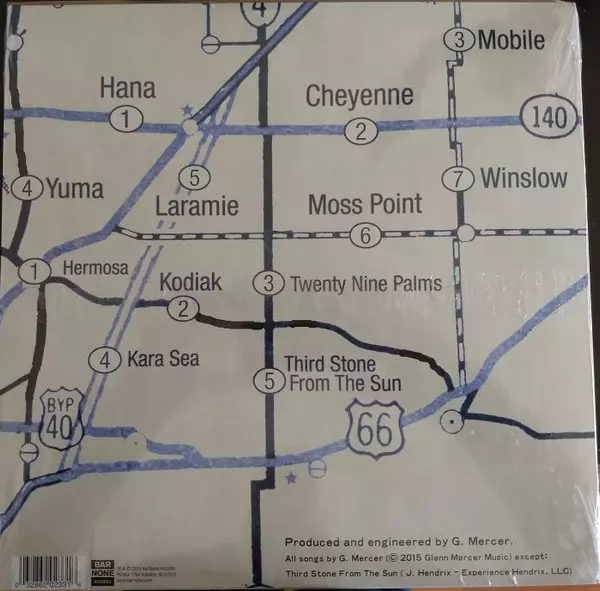 4
3 Mobile
Hana
1
Cheyenne
2
140
4 Yuma
5
Laramie
Moss Point
6
7 Winslow
1 Hermosa
Kodiak
2
3 Twenty Nine Palms
4 Kara Sea
5 Third Stone
From The Sun
BYP
40
66
Produced and engineered by G. Mercer.
All songs by G. Mercer (© 2015 Glenn Mercer Music) except:
Third Stone From The Sun ( J. Hendrix - Experience Hendrix, LLC)
BAR
NONE